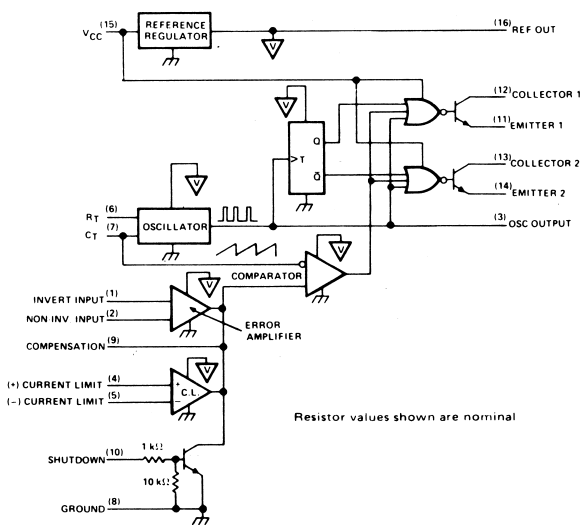 VCC (15)
REFERENCE
REGULATOR
V
(16) REF OUT
(12) COLLECTOR 1
(11) EMITTER 1
V
Q
T
Q̄
(13) COLLECTOR 2
(14) EMITTER 2
V
RT (6)
CT (7)
OSCILLATOR
(3) OSC OUTPUT
V
COMPARATOR
INVERT INPUT (1)
NON-INV INPUT (2)
V
ERROR
AMPLIFIER
COMPENSATION (9)
V
(+) CURRENT LIMIT (4)
(−) CURRENT LIMIT (5)
+
C.L.
−
Resistor values shown are nominal
SHUTDOWN (10)
1 kΩ
10 kΩ
GROUND (8)